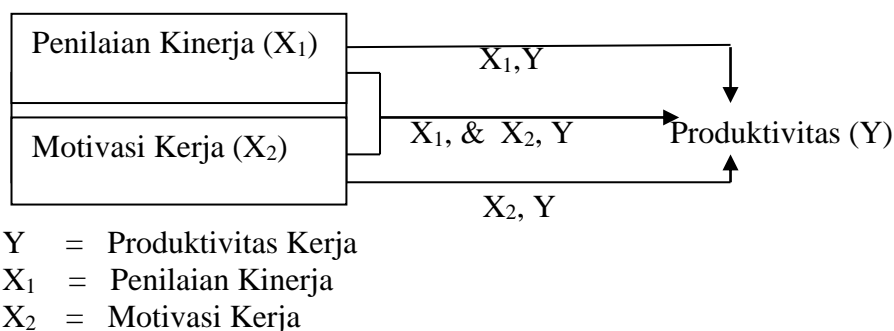 Penilaian Kinerja (X₁)
X₁,Y
X₁, & X₂, Y
Produktivitas (Y)
Motivasi Kerja (X₂)
X₂, Y
Y = Produktivitas Kerja
X₁ = Penilaian Kinerja
X₂ = Motivasi Kerja